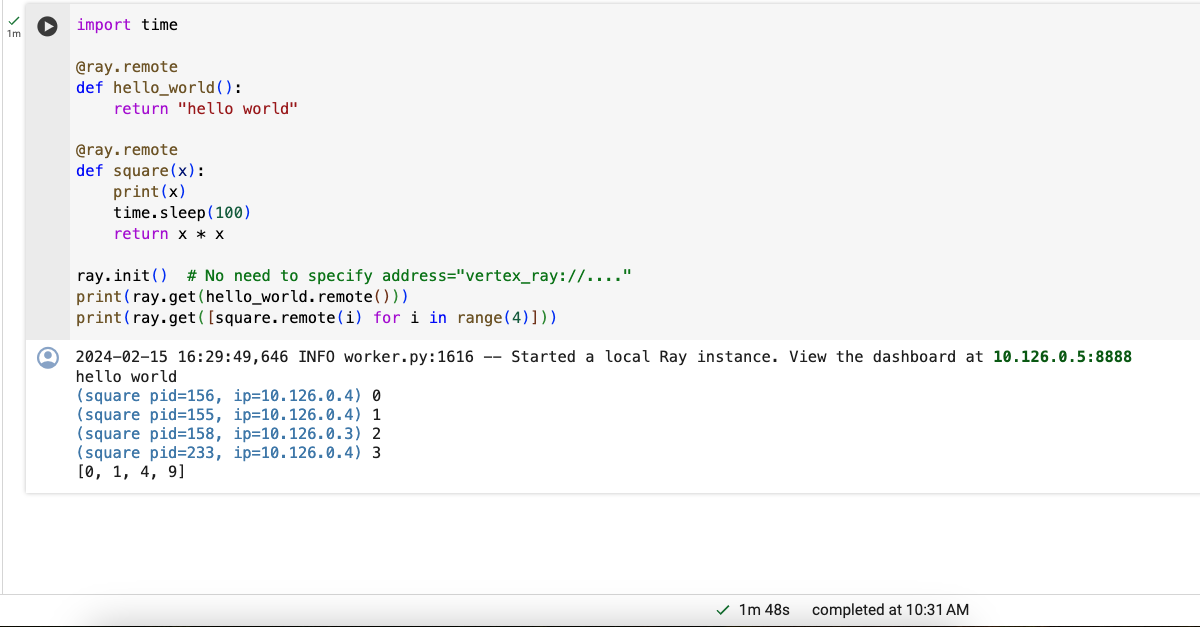 import time
1m
@ray.remote
def hello_world():
    return "hello world"
@ray.remote
def square(x):
    print(x)
    time.sleep(100)
    return x * x
ray.init()  # No need to specify address="vertex_ray://...."
print(ray.get(hello_world.remote()))
print(ray.get([square.remote(i) for i in range(4)]))
2024-02-15 16:29:49,646 INFO worker.py:1616 -- Started a local Ray instance. View the dashboard at 10.126.0.5:8888
hello world
(square pid=156, ip=10.126.0.4) 0
(square pid=155, ip=10.126.0.4) 1
(square pid=158, ip=10.126.0.3) 2
(square pid=233, ip=10.126.0.4) 3
[0, 1, 4, 9]
1m 48s completed at 10:31 AM